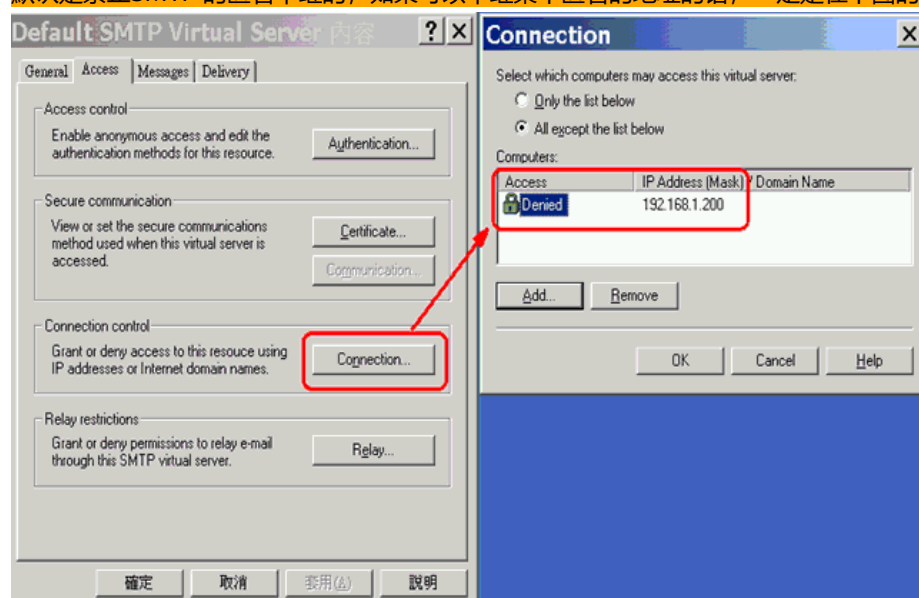 Default SMTP Virtual Server 内容
General Access Messages Delivery
Access control
Enable anonymous access and edit the
authentication methods for this resource.
Authentication...
Secure communication
View or set the secure communications
method used when this virtual server is
accessed.
Certificate...
Communication...
Connection control
Grant or deny access to this resouce using
IP addresses or Internet domain names.
Connection...
Relay restrictions
Grant or deny permissions to relay e-mail
through this SMTP virtual server.
Relay...
確定 取消 套用(A) 說明
Connection
Select which computers may access this virtual server:
Only the list below
All except the list below
Computers:
Access IP Address (Mask) / Domain Name
Denied 192.168.1.200
Add... Remove
OK Cancel Help